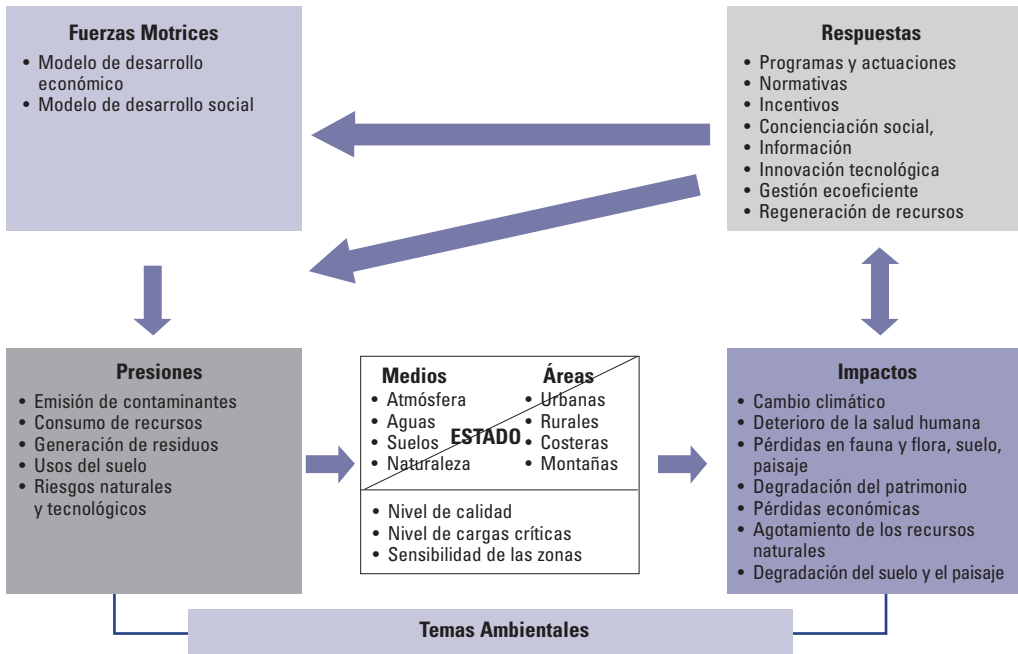 Fuerzas Motrices
• Modelo de desarrollo
económico
• Modelo de desarrollo social
Respuestas
• Programas y actuaciones
• Normativas
• Incentivos
• Concienciación social,
• Información
• Innovación tecnológica
• Gestión ecoeficiente
• Regeneración de recursos
Presiones
• Emisión de contaminantes
• Consumo de recursos
• Generación de residuos
• Usos del suelo
• Riesgos naturales
y tecnológicos
Medios
• Atmósfera
• Aguas
• Suelos
• Naturaleza
ESTADO
Áreas
• Urbanas
• Rurales
• Costeras
• Montañas
• Nivel de calidad
• Nivel de cargas críticas
• Sensibilidad de las zonas
Impactos
• Cambio climático
• Deterioro de la salud humana
• Pérdidas en fauna y flora, suelo,
paisaje
• Degradación del patrimonio
• Pérdidas económicas
• Agotamiento de los recursos
naturales
• Degradación del suelo y el paisaje
Temas Ambientales